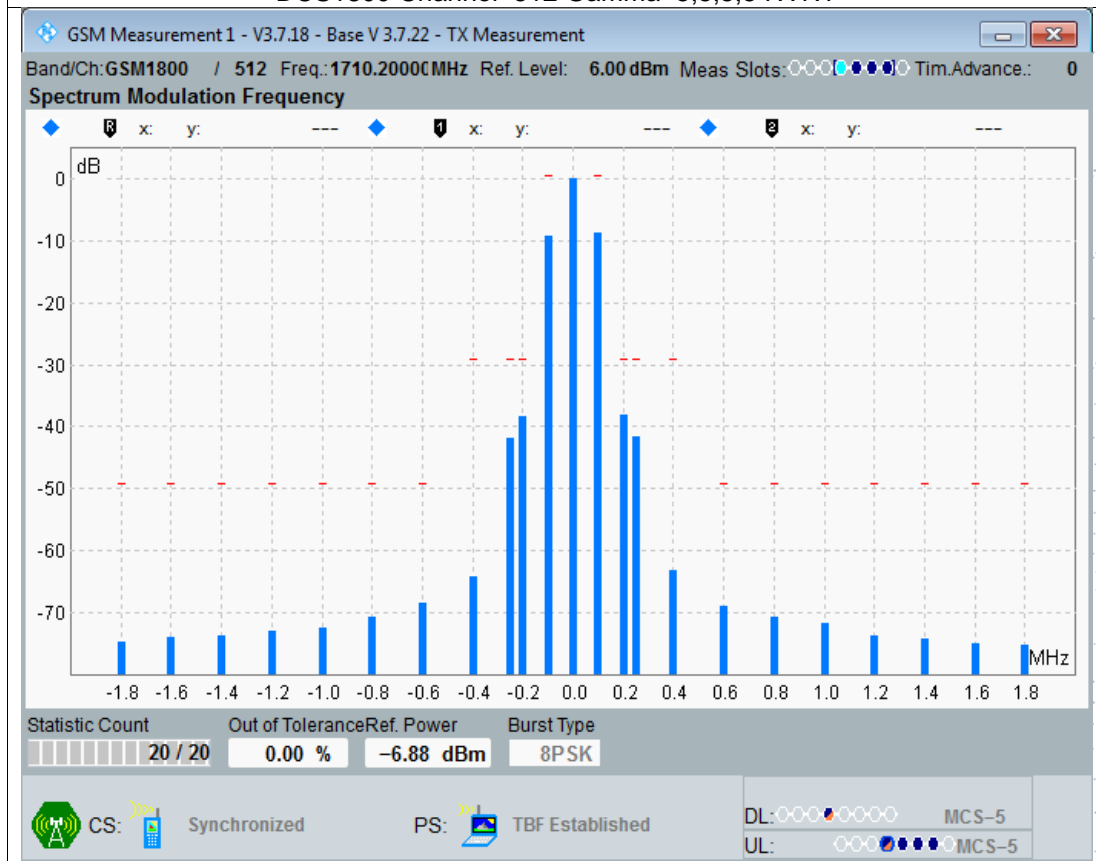 GSM Measurement 1 - V3.7.18 - Base V 3.7.22 - TX Measurement
Band/Ch:GSM1800 / 512 Freq.:1710.20000MHz Ref. Level: 6.00 dBm Meas Slots: Tim.Advance.: 0
Spectrum Modulation Frequency
R x: y: --- 1 x: y: --- 2 x: y: ---
dB
0
-10
-20
-30
-40
-50
-60
-70
MHz
-1.8 -1.6 -1.4 -1.2 -1.0 -0.8 -0.6 -0.4 -0.2 0.0 0.2 0.4 0.6 0.8 1.0 1.2 1.4 1.6 1.8
Statistic Count Out of Tolerance Ref. Power Burst Type
20 / 20 0.00 % −6.88 dBm 8PSK
CS: Synchronized PS: TBF Established
DL: MCS−5
UL: MCS−5